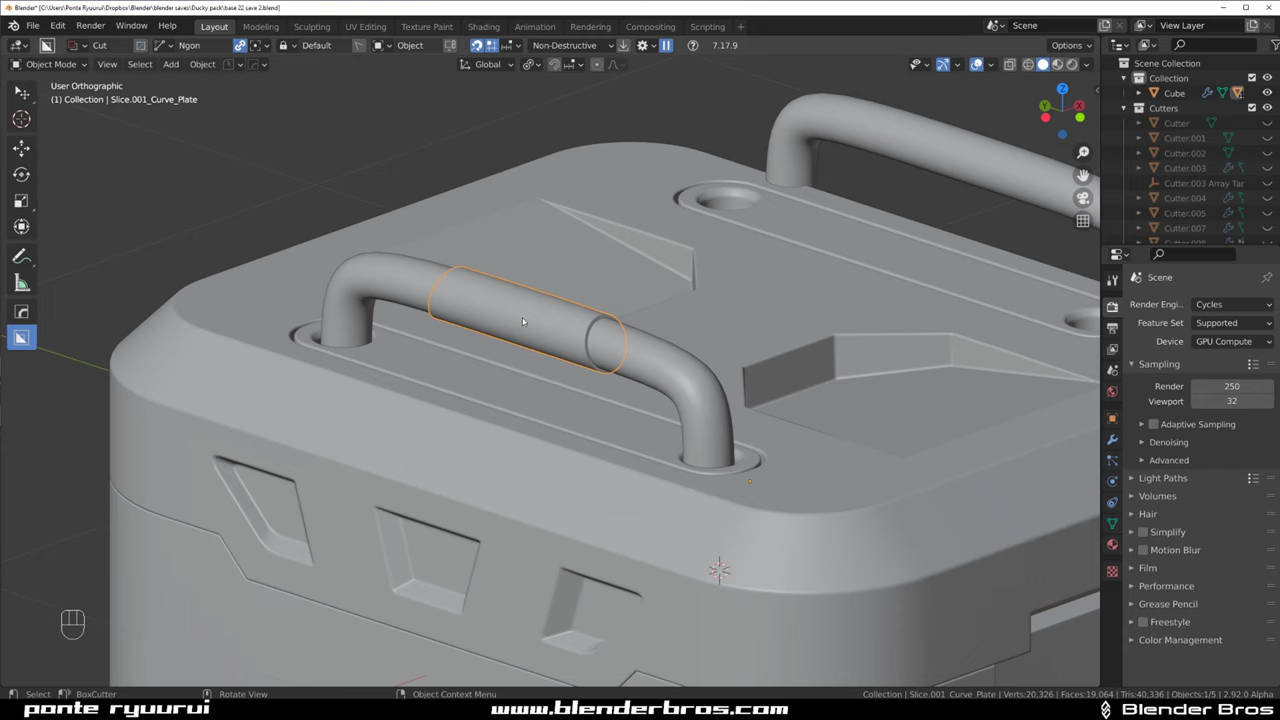 Blender* [C:\Users\Ponte Ryuurui\Dropbox\Blender\blender saves\Ducky pack\base 22 save 2.blend]
File Edit Render Window Help Layout Modeling Sculpting UV Editing Texture Paint Shading Animation Rendering Compositing Scripting + Scene View Layer
Cut Ngon Default Object Non-Destructive 7.17.9 Options
Object Mode View Select Add Object Global
User Orthographic
(1) Collection | Slice.001_Curve_Plate
Z
Y
X
Scene Collection
Collection
Cube
Cutters
Cutter
Cutter.001
Cutter.002
Cutter.003
Cutter.003 Array Tar
Cutter.004
Cutter.005
Cutter.007
Cutter.008
Scene
Render Engine Cycles
Feature Set Supported
Device GPU Compute
Sampling
Render 250
Viewport 32
Adaptive Sampling
Denoising
Advanced
Light Paths
Volumes
Hair
Simplify
Motion Blur
Film
Performance
Grease Pencil
Freestyle
Color Management
Select BoxCutter Rotate View Object Context Menu Collection | Slice.001_Curve_Plate | Verts:20,326 | Faces:19,064 | Tris:40,336 | Objects:1/5 | 2.92.0 Alpha
ponte ryuurui www.blenderbros.com Blender Bros